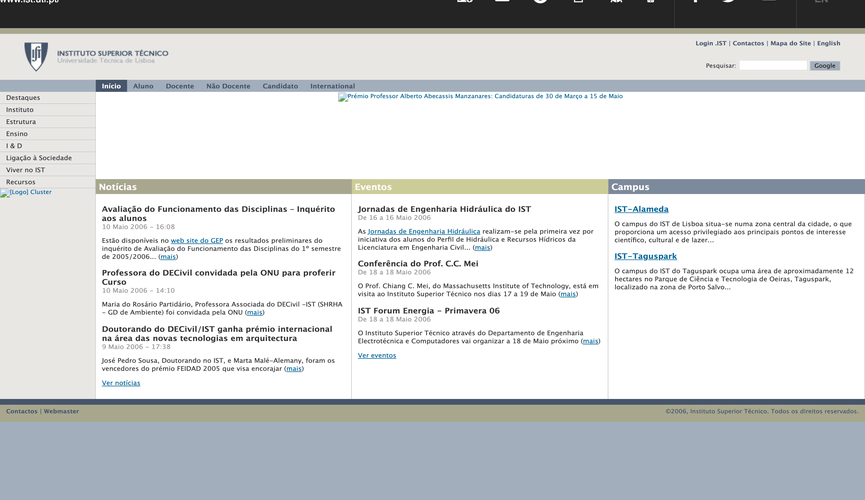 www.ist.utl.pt/
EN
INSTITUTO SUPERIOR TÉCNICO
Universidade Técnica de Lisboa
Login .IST | Contactos | Mapa do Site | English
Pesquisar:
Google
Início Aluno Docente Não Docente Candidato International
Destaques
Instituto
Estrutura
Ensino
I & D
Ligação à Sociedade
Viver no IST
Recursos
[Logo] Cluster
Prémio Professor Alberto Abecassis Manzanares: Candidaturas de 30 de Março a 15 de Maio
Notícias
Avaliação do Funcionamento das Disciplinas - Inquérito
aos alunos
10 Maio 2006 - 16:08
Estão disponíveis no web site do GEP os resultados preliminares do
inquérito de Avaliação do Funcionamento das Disciplinas do 1º semestre
de 2005/2006... (mais)
Professora do DECivil convidada pela ONU para proferir
Curso
10 Maio 2006 - 14:10
Maria do Rosário Partidário, Professora Associada do DECivil -IST (SHRHA
- GD de Ambiente) foi convidada pela ONU (mais)
Doutorando do DECivil/IST ganha prémio internacional
na área das novas tecnologias em arquitectura
9 Maio 2006 - 17:38
José Pedro Sousa, Doutorando no IST, e Marta Malé-Alemany, foram os
vencedores do prémio FEIDAD 2005 que visa encorajar (mais)
Ver notícias
Eventos
Jornadas de Engenharia Hidráulica do IST
De 16 a 16 Maio 2006
As Jornadas de Engenharia Hidráulica realizam-se pela primeira vez por
iniciativa dos alunos do Perfil de Hidráulica e Recursos Hídricos da
Licenciatura em Engenharia Civil... (mais)
Conferência do Prof. C.C. Mei
De 18 a 18 Maio 2006
O Prof. Chiang C. Mei, do Massachusetts Institute of Technology, está em
visita ao Instituto Superior Técnico nos dias 17 a 19 de Maio (mais)
IST Forum Energia - Primavera 06
De 18 a 18 Maio 2006
O Instituto Superior Técnico através do Departamento de Engenharia
Electrotécnica e Computadores vai organizar a 18 de Maio próximo (mais)
Ver eventos
Campus
IST-Alameda
O campus do IST de Lisboa situa-se numa zona central da cidade, o que
proporciona um acesso privilegiado aos principais pontos de interesse
científico, cultural e de lazer...
IST-Taguspark
O campus do IST do Taguspark ocupa uma área de aproximadamente 12
hectares no Parque de Ciência e Tecnologia de Oeiras, Taguspark,
localizado na zona de Porto Salvo...
Contactos | Webmaster
©2006, Instituto Superior Técnico. Todos os direitos reservados.